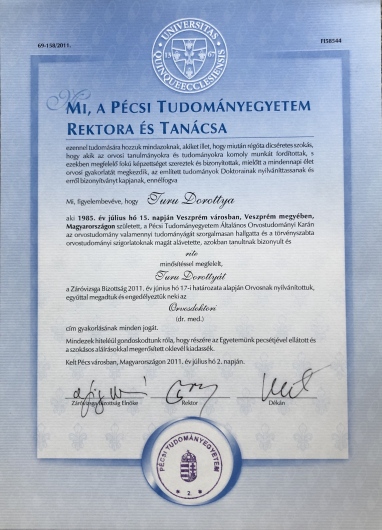 69-158/2011.
PI58544
UNIVERSITAS QUINQUEECCLESIENSIS
1367
MI, A PÉCSI TUDOMÁNYEGYETEM
REKTORA ÉS TANÁCSA
ezennel tudomására hozzuk mindazoknak, akiket illet, hogy miután régóta dicséretes szokás,
hogy akik az orvosi tanulmányokra és tudományokra komoly munkát fordítottak, s
ezekben megfelelő fokú képzettséget szereztek és bizonyítottak, mielőtt a mindennapi élet
orvosi gyakorlatát megkezdik, az említett tudományok Doktorainak nyilváníttassanak és
erről bizonyítványt kapjanak, ennélfogva
Mi, figyelembevéve, hogy Turu Dorottya
aki 1985. év július hó 15. napján Veszprém városban, Veszprém megyében,
Magyarországon született, a Pécsi Tudományegyetem Általános Orvostudományi Karán
az orvostudomány valamennyi tudományágát szorgalmasan hallgatta és a törvényszabta
orvostudományi szigorlatoknak magát alávetette, azokban tanultnak bizonyult és
rite
minősítéssel megfelelt,
Turu Dorottyát
a Záróvizsga Bizottság 2011. év június hó 17-i határozata alapján Orvosnak nyilvánítottuk,
egyúttal megadtuk és engedélyeztük neki az
Orvosdoktori
(dr. med.)
cím gyakorlásának minden jogát.
Mindezek hiteléül gondoskodtunk róla, hogy részére az Egyetemünk pecsétjével ellátott és
a szokásos aláírásokkal megerősített oklevél kiadassék.
Kelt Pécs városban, Magyarországon 2011. év július hó 2. napján.
Záróvizsgabizottság Elnöke
Rektor
Dékán
PÉCSI TUDOMÁNYEGYETEM
2.